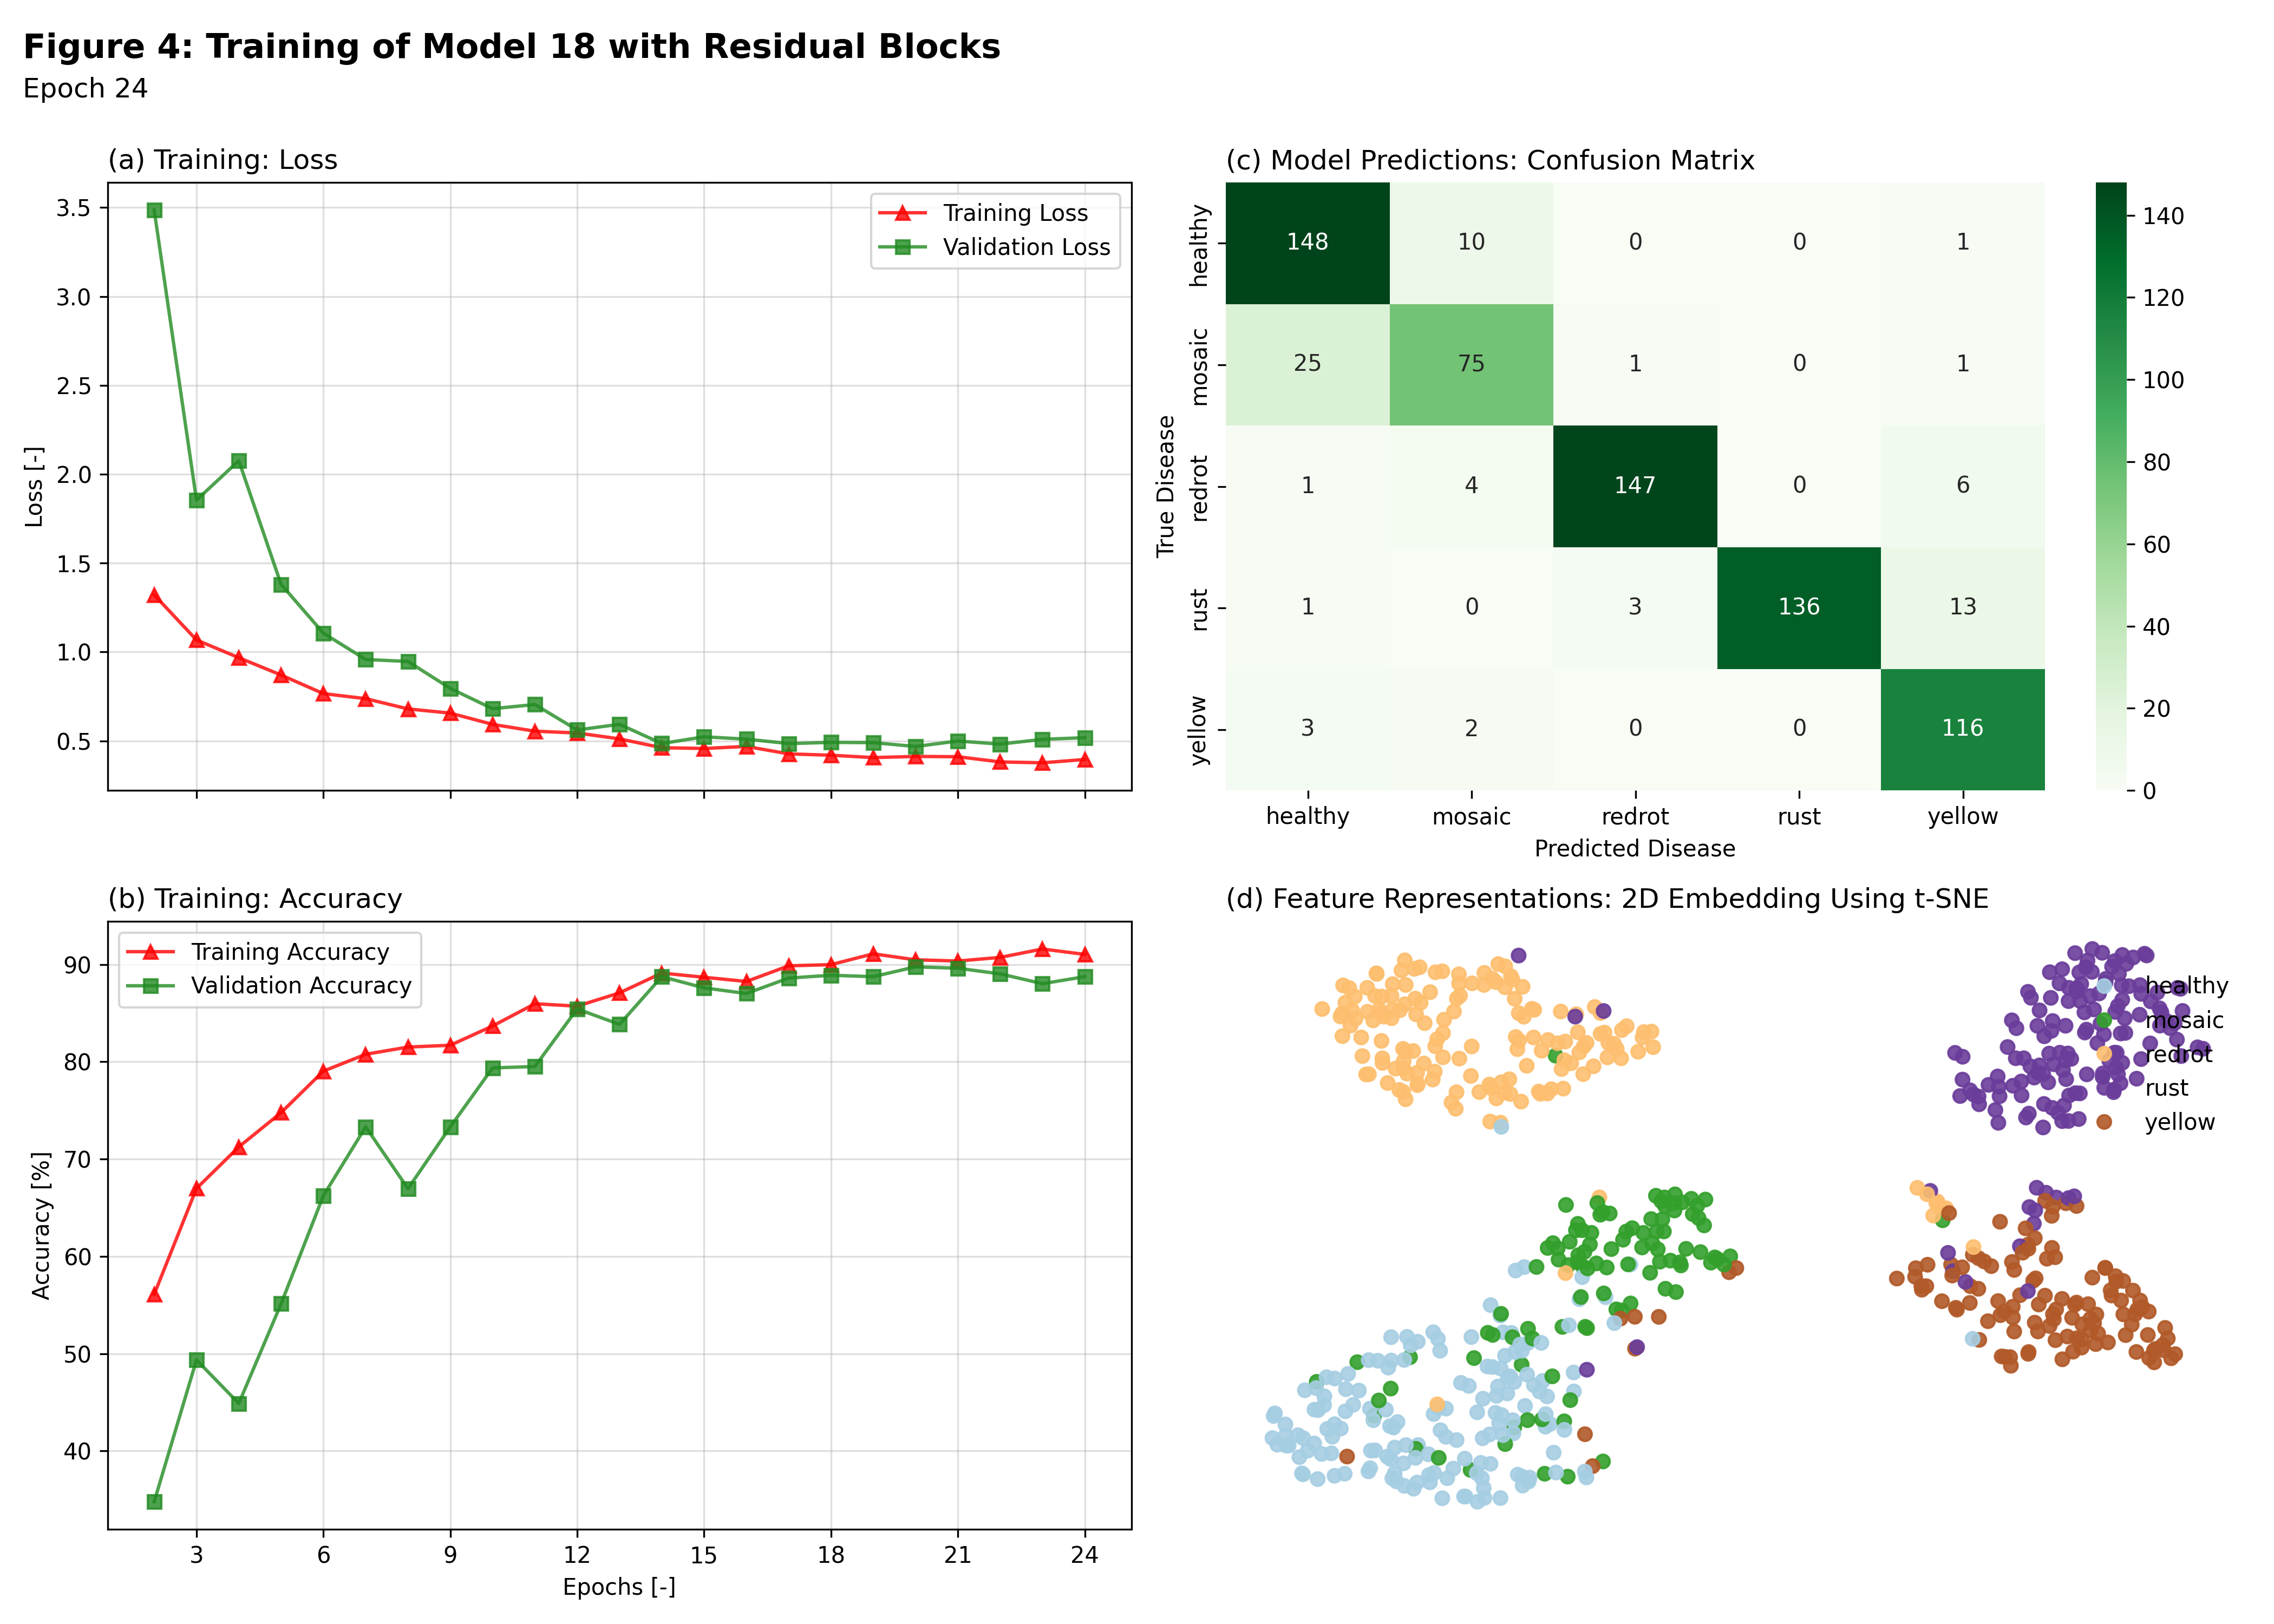 Figure 4: Training of Model 18 with Residual Blocks
Epoch 24
(a) Training: Loss
3.5
3.0
2.5
2.0
1.5
1.0
0.5
Loss [-]
Training Loss
Validation Loss
(b) Training: Accuracy
90
80
70
60
50
40
Accuracy [%]
Training Accuracy
Validation Accuracy
3 6 9 12 15 18 21 24
Epochs [-]
(c) Model Predictions: Confusion Matrix
True Disease
healthy 148 10 0 0 1
mosaic 25 75 1 0 1
redrot 1 4 147 0 6
rust 1 0 3 136 13
yellow 3 2 0 0 116
healthy mosaic redrot rust yellow
Predicted Disease
140
120
100
80
60
40
20
0
(d) Feature Representations: 2D Embedding Using t-SNE
healthy
mosaic
redrot
rust
yellow